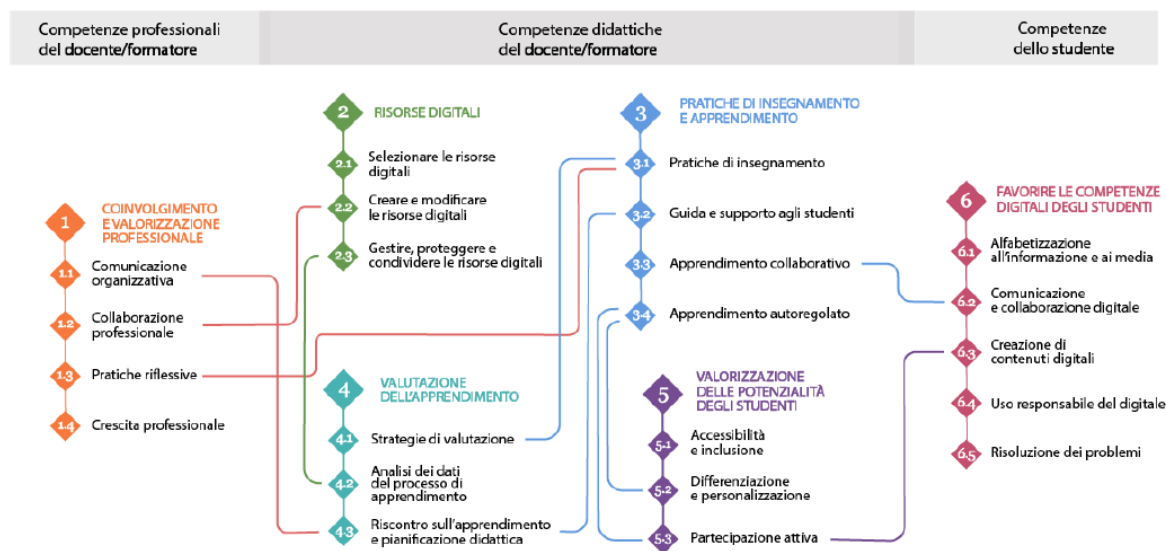 Competenze professionali
del docente/formatore
Competenze didattiche
del docente/formatore
Competenze
dello studente
1
COINVOLGIMENTO
E VALORIZZAZIONE
PROFESSIONALE
1.1
Comunicazione
organizzativa
1.2
Collaborazione
professionale
1.3
Pratiche riflessive
1.4
Crescita professionale
2
RISORSE DIGITALI
2.1
Selezionare le risorse
digitali
2.2
Creare e modificare
le risorse digitali
2.3
Gestire, proteggere e
condividere le risorse digitali
3
PRATICHE DI INSEGNAMENTO
E APPRENDIMENTO
3.1
Pratiche di insegnamento
3.2
Guida e supporto agli studenti
3.3
Apprendimento collaborativo
3.4
Apprendimento autoregolato
4
VALUTAZIONE
DELL'APPRENDIMENTO
4.1
Strategie di valutazione
4.2
Analisi dei dati
del processo di
apprendimento
4.3
Riscontro sull'apprendimento
e pianificazione didattica
5
VALORIZZAZIONE
DELLE POTENZIALITÀ
DEGLI STUDENTI
5.1
Accessibilità
e inclusione
5.2
Differenziazione
e personalizzazione
5.3
Partecipazione attiva
6
FAVORIRE LE COMPETENZE
DIGITALI DEGLI STUDENTI
6.1
Alfabetizzazione
all'informazione e ai media
6.2
Comunicazione
e collaborazione digitale
6.3
Creazione di
contenuti digitali
6.4
Uso responsabile del digitale
6.5
Risoluzione dei problemi